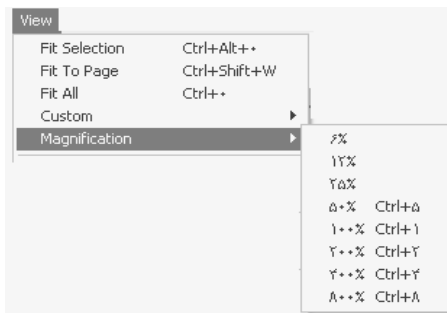 View
Fit Selection Ctrl+Alt+۰
Fit To Page Ctrl+Shift+W
Fit All Ctrl+۰
Custom
Magnification
۶%
۱۲%
۲۵%
۵۰% Ctrl+۵
۱۰۰% Ctrl+۱
۲۰۰% Ctrl+۲
۴۰۰% Ctrl+۴
۸۰۰% Ctrl+۸